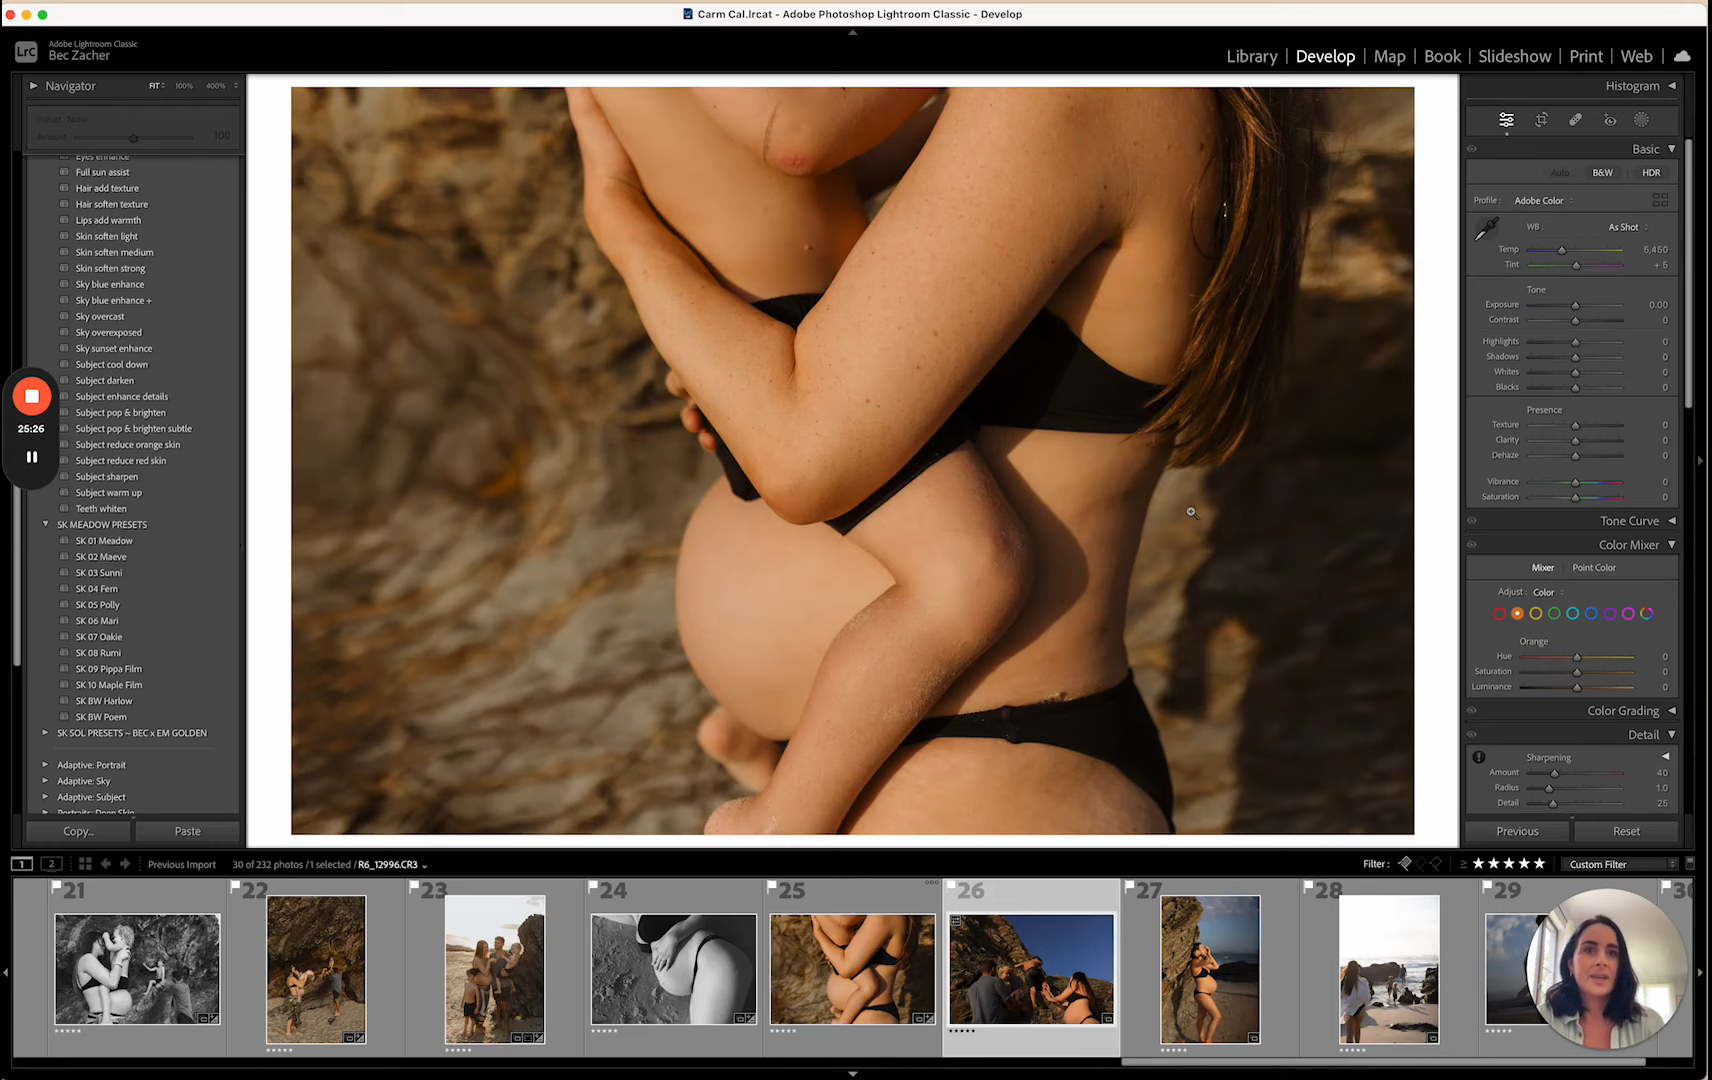 Carm Cal.lrcat - Adobe Photoshop Lightroom Classic - Develop
LrC
Adobe Lightroom Classic
Bec Zacher
Library | Develop | Map | Book | Slideshow | Print | Web
Navigator FIT 100% 400%
Preset: None
Amount 100
Eyes enhance
Full sun assist
Hair add texture
Hair soften texture
Lips add warmth
Skin soften light
Skin soften medium
Skin soften strong
Sky blue enhance
Sky blue enhance +
Sky overcast
Sky overexposed
Sky sunset enhance
Subject cool down
Subject darken
Subject enhance details
Subject pop & brighten
Subject pop & brighten subtle
Subject reduce orange skin
Subject reduce red skin
Subject sharpen
Subject warm up
Teeth whiten
25:26
SK MEADOW PRESETS
SK 01 Meadow
SK 02 Maeve
SK 03 Sunni
SK 04 Fern
SK 05 Polly
SK 06 Mari
SK 07 Oakie
SK 08 Rumi
SK 09 Pippa Film
SK 10 Maple Film
SK BW Harlow
SK BW Poem
SK SOL PRESETS ~ BEC x EM GOLDEN
Adaptive: Portrait
Adaptive: Sky
Adaptive: Subject
Portraits: Deep Skin
Copy... Paste
Histogram
Basic
Auto B&W HDR
Profile: Adobe Color
WB: As Shot
Temp 5,450
Tint + 5
Tone
Exposure 0.00
Contrast 0
Highlights 0
Shadows 0
Whites 0
Blacks 0
Presence
Texture 0
Clarity 0
Dehaze 0
Vibrance 0
Saturation 0
Tone Curve
Color Mixer
Mixer Point Color
Adjust: Color
Orange
Hue 0
Saturation 0
Luminance 0
Color Grading
Detail
Sharpening
Amount 40
Radius 1.0
Detail 25
Previous Reset
1 2 Previous Import 30 of 232 photos / 1 selected / R6_12996.CR3
Filter: ≥ ★★★★★ Custom Filter
21 22 23 24 25 26 27 28 29 30